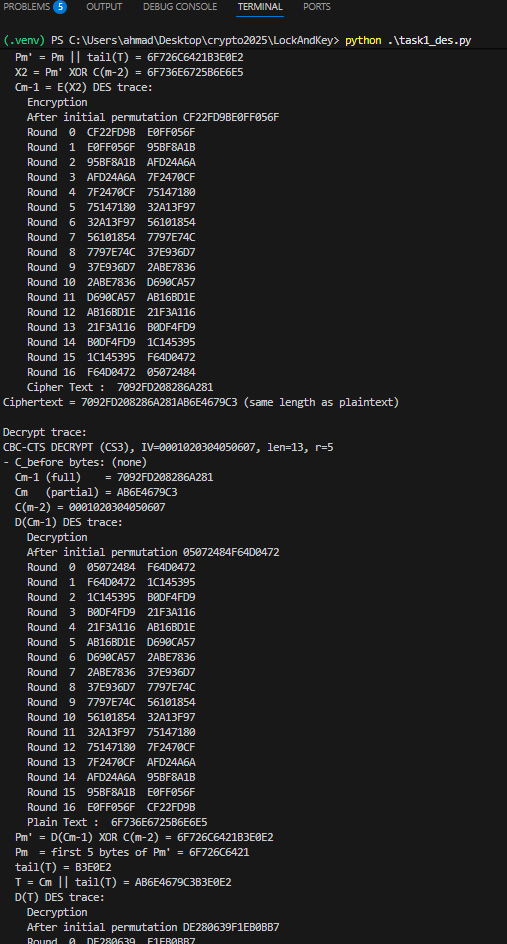 PROBLEMS 5 OUTPUT DEBUG CONSOLE TERMINAL PORTS
(.venv) PS C:\Users\ahmad\Desktop\crypto2025\LockAndKey> python .\task1_des.py
Pm' = Pm || tail(T) = 6F726C6421B3E0E2
X2 = Pm' XOR C(m-2) = 6F736E6725B6E6E5
Cm-1 = E(X2) DES trace:
Encryption
After initial permutation CF22FD9BE0FF056F
Round 0 CF22FD9B E0FF056F
Round 1 E0FF056F 95BF8A1B
Round 2 95BF8A1B AFD24A6A
Round 3 AFD24A6A 7F2470CF
Round 4 7F2470CF 75147180
Round 5 75147180 32A13F97
Round 6 32A13F97 56101854
Round 7 56101854 7797E74C
Round 8 7797E74C 37E936D7
Round 9 37E936D7 2ABE7836
Round 10 2ABE7836 D690CA57
Round 11 D690CA57 AB16BD1E
Round 12 AB16BD1E 21F3A116
Round 13 21F3A116 B0DF4FD9
Round 14 B0DF4FD9 1C145395
Round 15 1C145395 F64D0472
Round 16 F64D0472 05072484
Cipher Text : 7092FD208286A281
Ciphertext = 7092FD208286A281AB6E4679C3 (same length as plaintext)
Decrypt trace:
CBC-CTS DECRYPT (CS3), IV=0001020304050607, len=13, r=5
- C_before bytes: (none)
Cm-1 (full) = 7092FD208286A281
Cm (partial) = AB6E4679C3
C(m-2) = 0001020304050607
D(Cm-1) DES trace:
Decryption
After initial permutation 05072484F64D0472
Round 0 05072484 F64D0472
Round 1 F64D0472 1C145395
Round 2 1C145395 B0DF4FD9
Round 3 B0DF4FD9 21F3A116
Round 4 21F3A116 AB16BD1E
Round 5 AB16BD1E D690CA57
Round 6 D690CA57 2ABE7836
Round 7 2ABE7836 37E936D7
Round 8 37E936D7 7797E74C
Round 9 7797E74C 56101854
Round 10 56101854 32A13F97
Round 11 32A13F97 75147180
Round 12 75147180 7F2470CF
Round 13 7F2470CF AFD24A6A
Round 14 AFD24A6A 95BF8A1B
Round 15 95BF8A1B E0FF056F
Round 16 E0FF056F CF22FD9B
Plain Text : 6F736E6725B6E6E5
Pm' = D(Cm-1) XOR C(m-2) = 6F726C6421B3E0E2
Pm = first 5 bytes of Pm' = 6F726C6421
tail(T) = B3E0E2
T = Cm || tail(T) = AB6E4679C3B3E0E2
D(T) DES trace:
Decryption
After initial permutation DE280639F1EB0BB7
Round 0 DE280639 F1EB0BB7